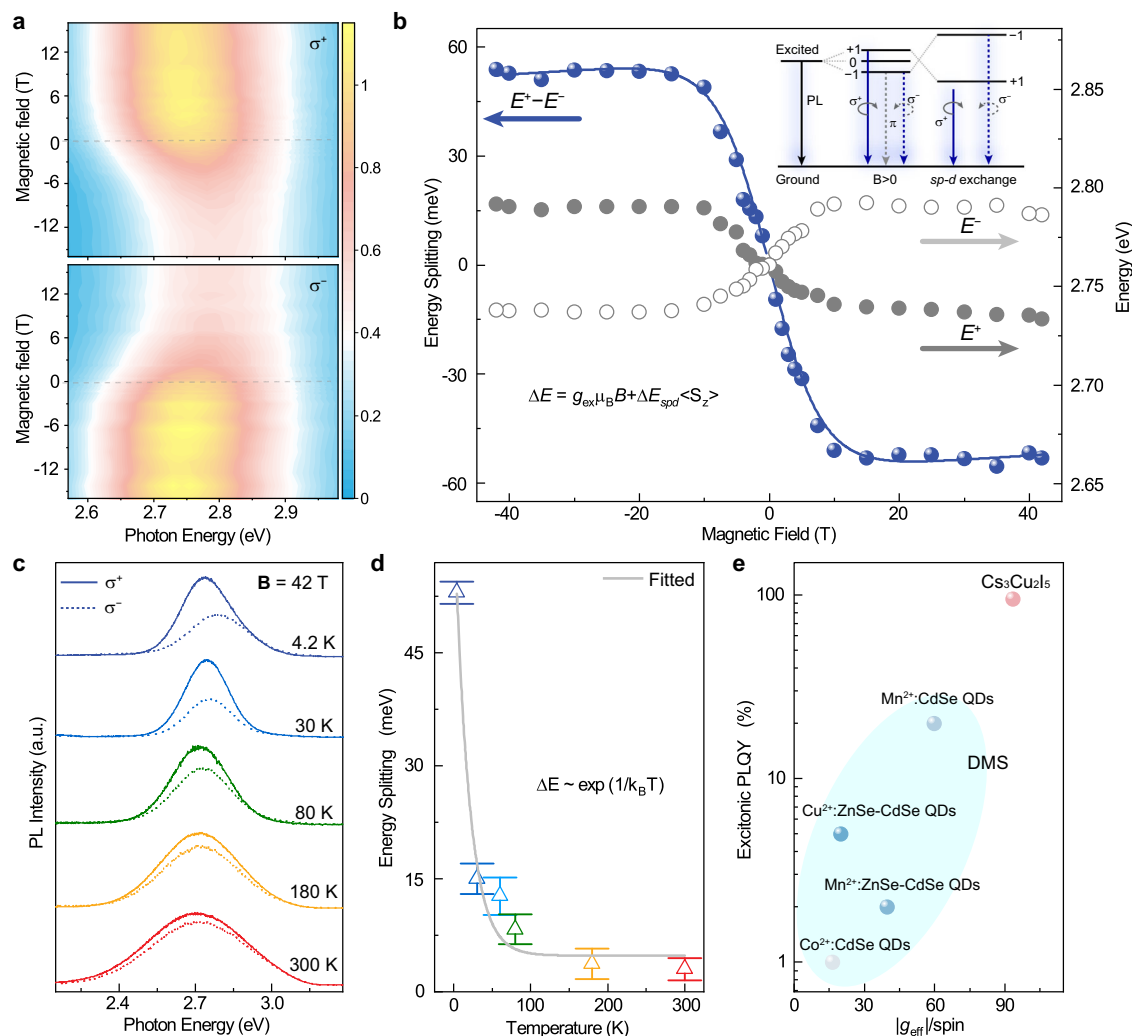 a
Magnetic field (T)
12
6
0
-6
-12
σ+
1
0.8
0.6
0.4
0.2
0
Magnetic field (T)
12
6
0
-6
-12
σ−
2.6
2.7
2.8
2.9
Photon Energy (eV)
b
Energy Splitting (meV)
60
30
0
-30
-60
E+–E−
Excited
+1
0
−1
−1
+1
PL
σ+
π
σ−
σ+
σ−
Ground
B>0
sp-d exchange
E−
E+
ΔE = gexμBB+ΔEspd<Sz>
2.85
2.80
2.75
2.70
2.65
Energy (eV)
-40
-20
0
20
40
Magnetic Field (T)
c
PL Intensity (a.u.)
σ+
σ−
B = 42 T
4.2 K
30 K
80 K
180 K
300 K
2.4
2.7
3.0
Photon Energy (eV)
d
Energy Splitting (meV)
45
30
15
0
Fitted
ΔE ~ exp (1/kBT)
0
100
200
300
Temperature (K)
e
Excitonic PLQY (%)
100
10
1
Cs3Cu2I5
Mn2+:CdSe QDs
DMS
Cu2+:ZnSe-CdSe QDs
Mn2+:ZnSe-CdSe QDs
Co2+:CdSe QDs
0
30
60
90
|geff|/spin